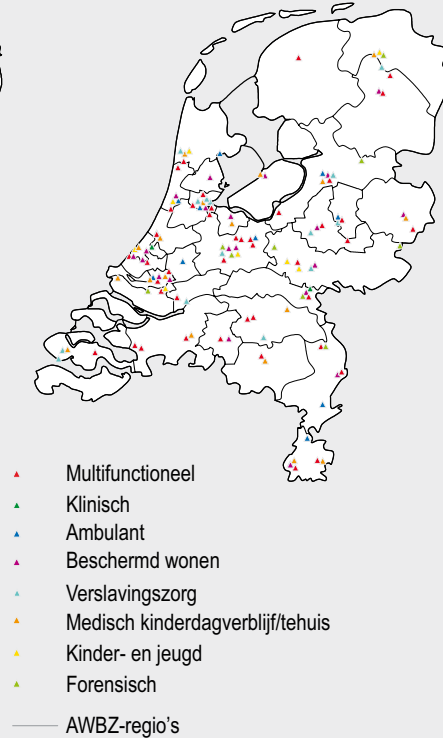 Multifunctioneel
Klinisch
Ambulant
Beschermd wonen
Verslavingszorg
Medisch kinderdagverblijf/tehuis
Kinder- en jeugd
Forensisch
AWBZ-regio's